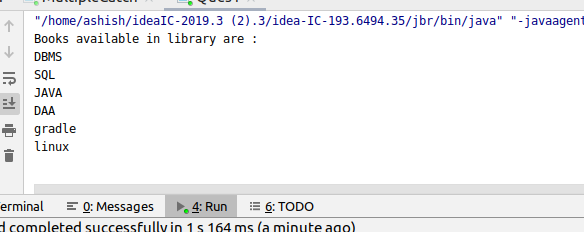 "/home/ashish/ideaIC-2019.3 (2).3/idea-IC-193.6494.35/jbr/bin/java" "-javaagent
Books available in library are :
DBMS
SQL
JAVA
DAA
gradle
linux
erminal 0: Messages 4: Run 6: TODO
d completed successfully in 1 s 164 ms (a minute ago)